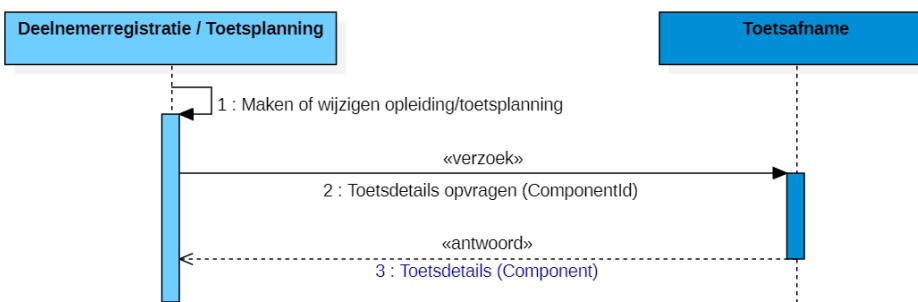 Deelnemerregistratie / Toetsplanning
Toetsafname
1 : Maken of wijzigen opleiding/toetsplanning
«verzoek»
2 : Toetsdetails opvragen (ComponentId)
«antwoord»
3 : Toetsdetails (Component)